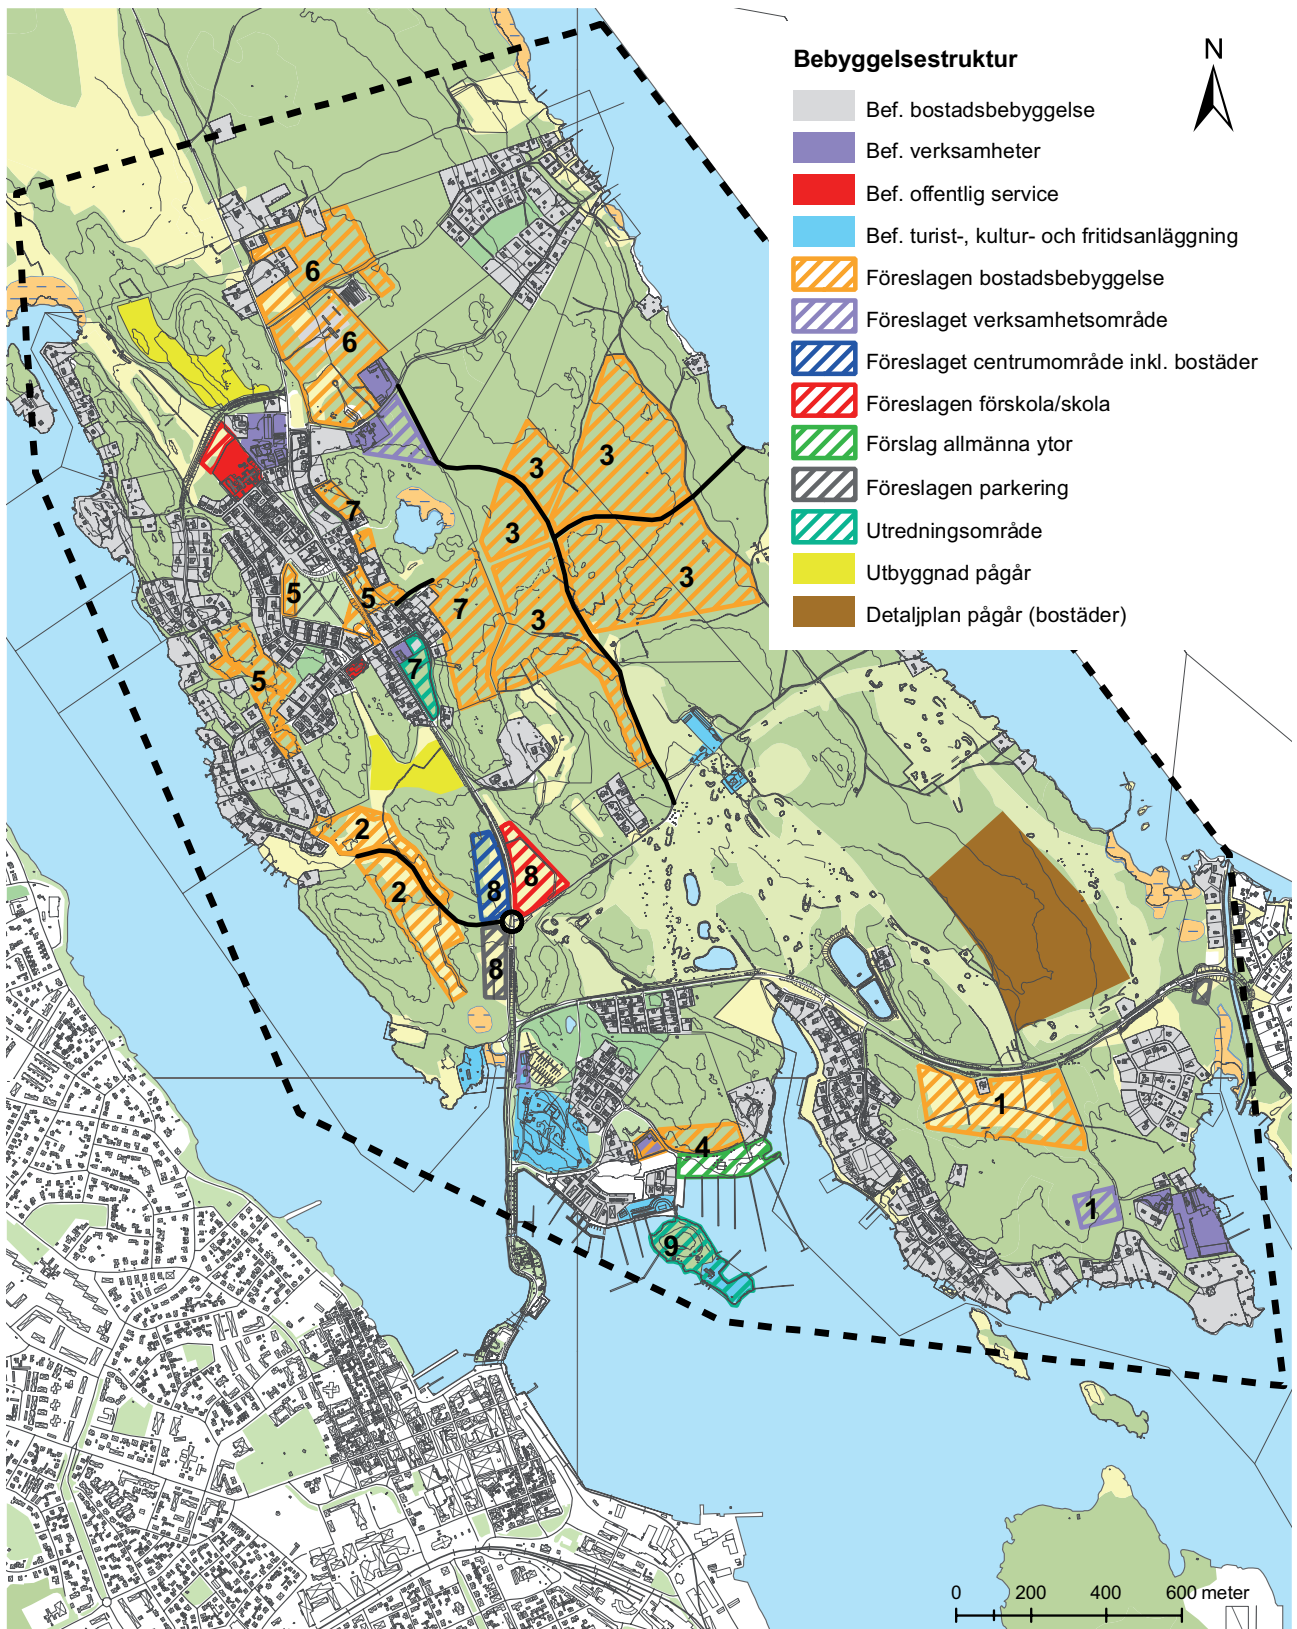 Bebyggelsestruktur
N
Bef. bostadsbebyggelse
Bef. verksamheter
Bef. offentlig service
Bef. turist-, kultur- och fritidsanläggning
Föreslagen bostadsbebyggelse
Föreslaget verksamhetsområde
Föreslaget centrumområde inkl. bostäder
Föreslagen förskola/skola
Förslag allmänna ytor
Föreslagen parkering
Utredningsområde
Utbyggnad pågår
Detaljplan pågår (bostäder)
6
6
3
3
7
3
3
5
5
7
3
7
5
2
8
8
2
8
1
4
1
9
0 200 400 600 meter